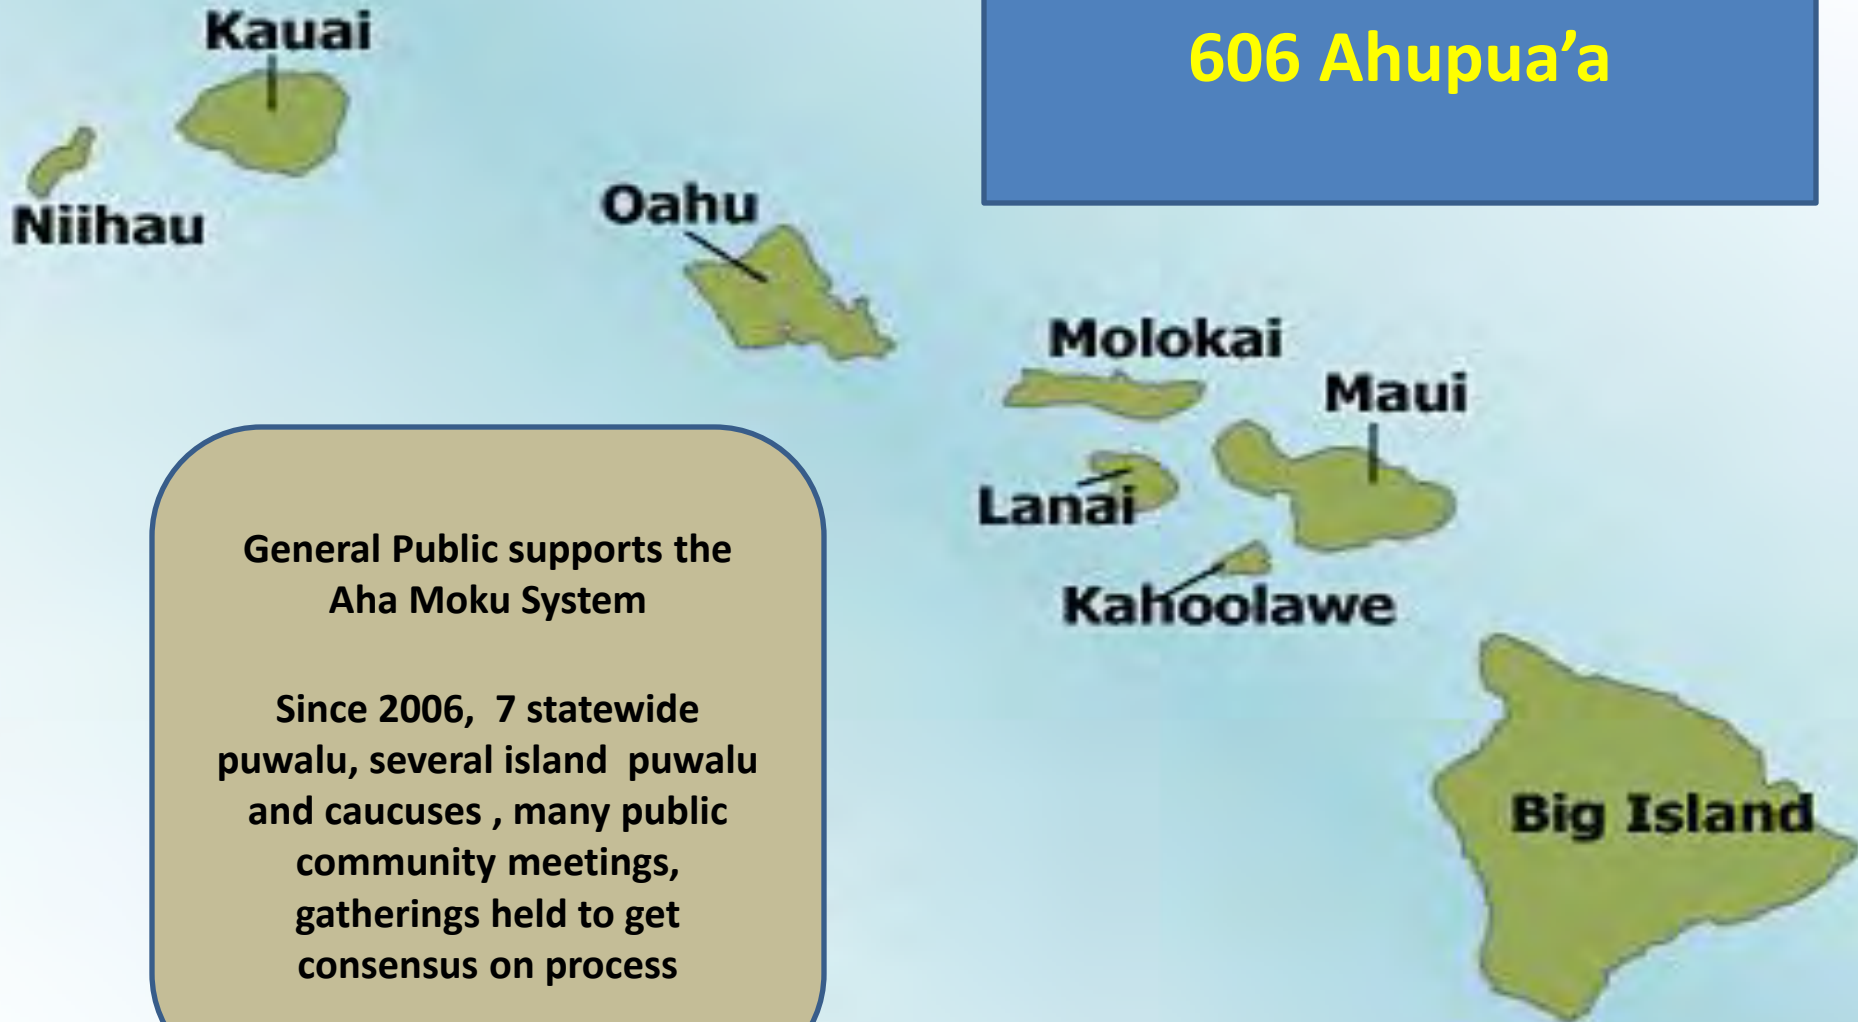 Kauai
606 Ahupua’a
Niihau
Oahu
Molokai
Maui
Lanai
Kahoolawe
General Public supports the
Aha Moku System
Since 2006,  7 statewide
puwalu, several island  puwalu
and caucuses , many public
community meetings,
gatherings held to get
consensus on process
Big Island